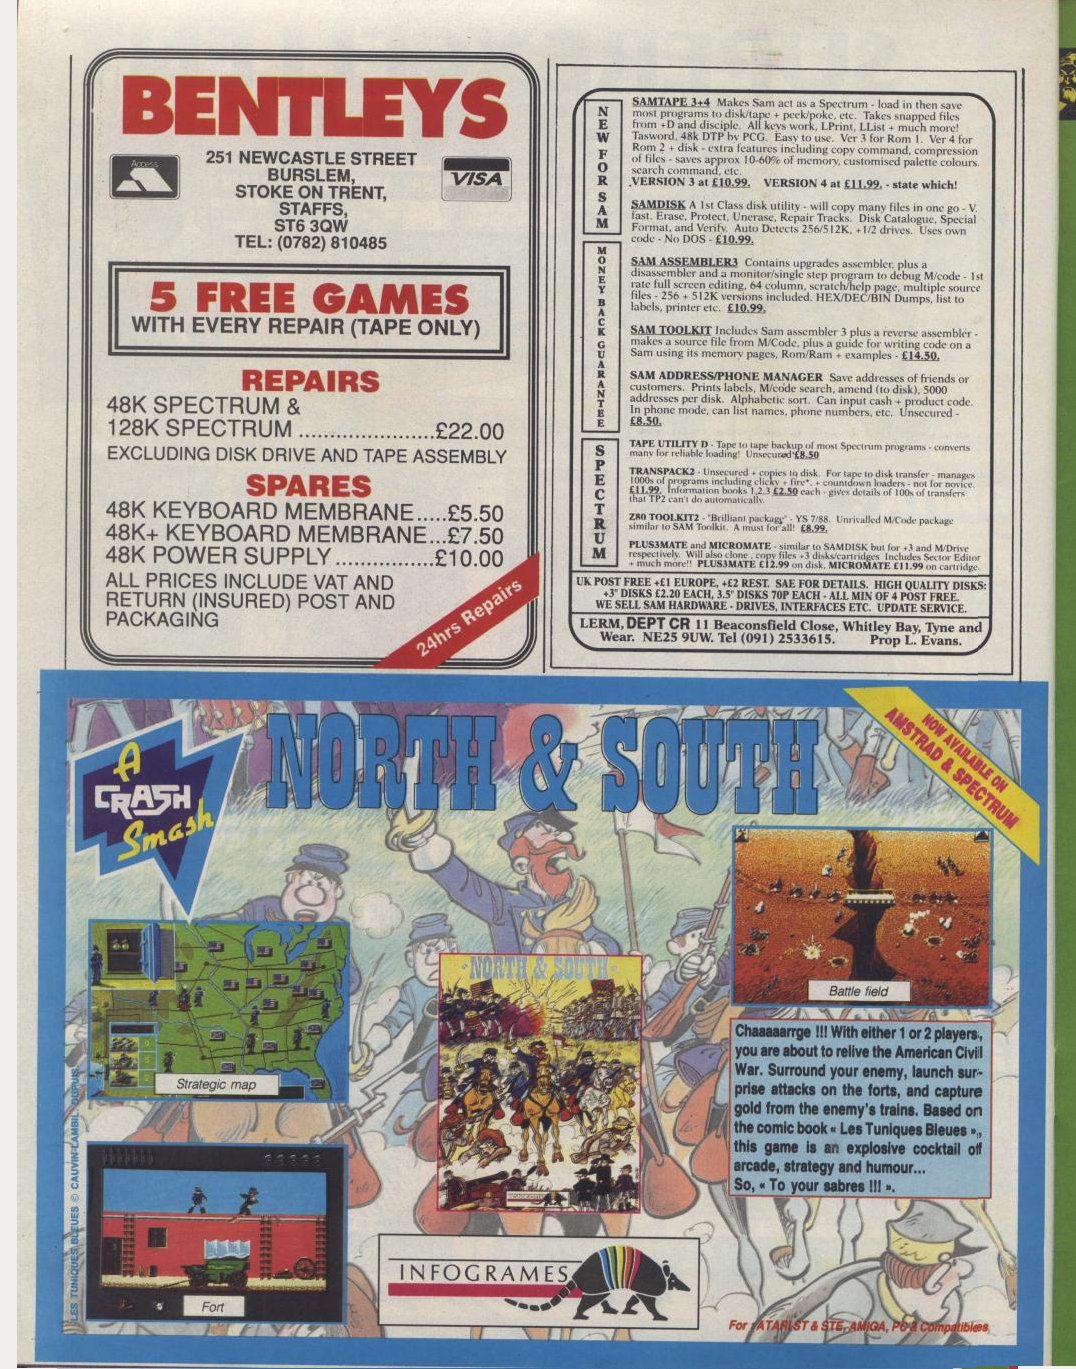 BENTLEYS
Access
VISA
251 NEWCASTLE STREET
BURSLEM,
STOKE ON TRENT,
STAFFS,
ST6 3QW
TEL: (0782) 810485
5 FREE GAMES
WITH EVERY REPAIR (TAPE ONLY)
REPAIRS
48K SPECTRUM &
128K SPECTRUM ...................£22.00
EXCLUDING DISK DRIVE AND TAPE ASSEMBLY
SPARES
48K KEYBOARD MEMBRANE.....£5.50
48K+ KEYBOARD MEMBRANE...£7.50
48K POWER SUPPLY ..............£10.00
ALL PRICES INCLUDE VAT AND
RETURN (INSURED) POST AND
PACKAGING
24hrs Repairs
NEW FOR SAM
SAMTAPE 3+4 Makes Sam act as a Spectrum - load in then save
most programs to disk/tape + peek/poke, etc. Takes snapped files
from +D and disciple. All keys work, LPrint, LList + much more!
Tasword, 48k DTP by PCG. Easy to use. Ver 3 for Rom 1. Ver 4 for
Rom 2 + disk - extra features including copy command, compression
of files - saves approx 10-60% of memory, customised palette colours.
search command, etc.
VERSION 3 at £10.99. VERSION 4 at £11.99. - state which!
SAMDISK A 1st Class disk utility - will copy many files in one go - V.
fast. Erase, Protect, Unerase, Repair Tracks. Disk Catalogue, Special
Format, and Verify. Auto Detects 256/512K, +1/2 drives. Uses own
code - No DOS - £10.99.
MONEY BACK GUARANTEE
SAM ASSEMBLER3 Contains upgrades assembler, plus a
disassembler and a monitor/single step program to debug M/code - 1st
rate full screen editing, 64 column, scratch/help page, multiple source
files - 256 + 512K versions included. HEX/DEC/BIN Dumps, list to
labels, printer etc. £10.99.
SAM TOOLKIT Includes Sam assembler 3 plus a reverse assembler -
makes a source file from M/Code, plus a guide for writing code on a
Sam using its memory pages, Rom/Ram + examples - £14.50.
SAM ADDRESS/PHONE MANAGER Save addresses of friends or
customers. Prints labels, M/code search, amend (to disk), 5000
addresses per disk. Alphabetic sort. Can input cash + product code.
In phone mode, can list names, phone numbers, etc. Unsecured -
£8.50.
SPECTRUM
TAPE UTILITY D - Tape to tape backup of most Spectrum programs - converts
many for reliable loading! Unsecured £8.50
TRANSPACK2 - Unsecured + copies to disk. For tape to disk transfer - manages
1000s of programs including clicky + fire*. + countdown loaders - not for novice.
£11.99. Information books 1,2,3 £2.50 each - gives details of 100s of transfers
that TP2 can't do automatically.
Z80 TOOLKIT2 - "Brilliant package" - YS 7/88. Unrivalled M/Code package
similar to SAM Toolkit. A must for all! £8.99.
PLUS3MATE and MICROMATE - similar to SAMDISK but for +3 and M/Drive
respectively. Will also clone , copy files +3 disks/cartridges Includes Sector Editor
+ much more!! PLUS3MATE £12.99 on disk, MICROMATE £11.99 on cartridge
UK POST FREE +£1 EUROPE, +£2 REST. SAE FOR DETAILS. HIGH QUALITY DISKS:
+3" DISKS £2.20 EACH, 3.5" DISKS 70P EACH - ALL MIN OF 4 POST FREE.
WE SELL SAM HARDWARE - DRIVES, INTERFACES ETC. UPDATE SERVICE.
LERM, DEPT CR 11 Beaconsfield Close, Whitley Bay, Tyne and
Wear. NE25 9UW. Tel (091) 2533615. Prop L. Evans.
A
CRASH
Smash
NORTH & SOUTH
NOW AVAILABLE ON
AMSTRAD & SPECTRUM
Battle field
Strategic map
NORTH & SOUTH
Chaaaaarrge !!! With either 1 or 2 players,
you are about to relive the American Civil
War. Surround your enemy, launch sur-
prise attacks on the forts, and capture
gold from the enemy's trains. Based on
the comic book « Les Tuniques Bleues »,
this game is an explosive cocktail of
arcade, strategy and humour...
So, « To your sabres !!! ».
Fort
INFOGRAMES
LES TUNIQUES BLEUES © CAUVIN-LAMBIL DUPUIS.
For : ATARI ST & STE, AMIGA, PC & Compatibles